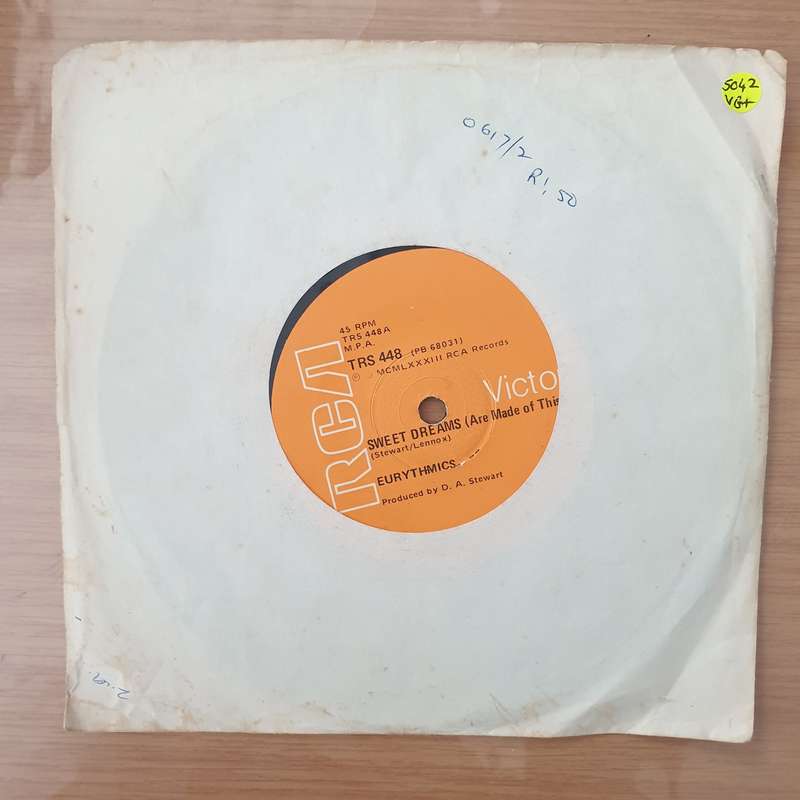 5042
VG+
0617/2
R1,50
45 RPM
TRS 448A
M.P.A.
TRS 448 (PB 68031)
Ⓟ MCMLXXXIII RCA Records
RCA
Victo
SWEET DREAMS (Are Made of This
(Stewart/Lennox)
EURYTHMICS
Produced by D. A. Stewart